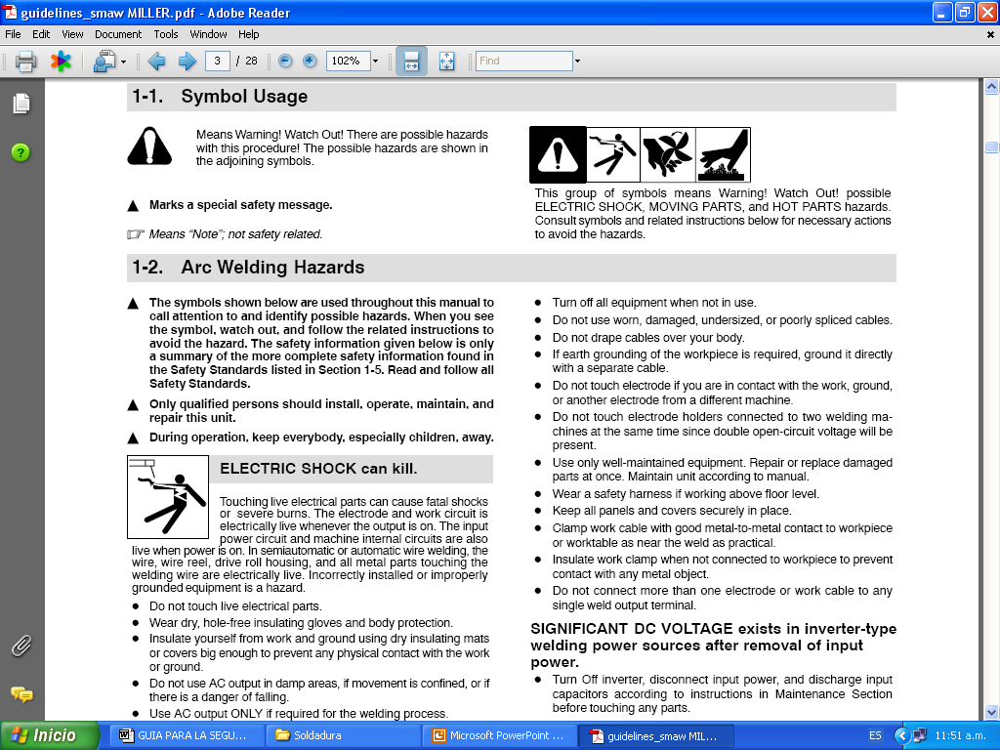 guidelines_smaw MILLER.pdf - Adobe Reader
File Edit View Document Tools Window Help
3 / 28 102% Find
1-1. Symbol Usage
Means Warning! Watch Out! There are possible hazards
with this procedure! The possible hazards are shown in
the adjoining symbols.
Marks a special safety message.
Means “Note”; not safety related.
This group of symbols means Warning! Watch Out! possible
ELECTRIC SHOCK, MOVING PARTS, and HOT PARTS hazards.
Consult symbols and related instructions below for necessary actions
to avoid the hazards.
1-2. Arc Welding Hazards
The symbols shown below are used throughout this manual to
call attention to and identify possible hazards. When you see
the symbol, watch out, and follow the related instructions to
avoid the hazard. The safety information given below is only
a summary of the more complete safety information found in
the Safety Standards listed in Section 1-5. Read and follow all
Safety Standards.
Only qualified persons should install, operate, maintain, and
repair this unit.
During operation, keep everybody, especially children, away.
ELECTRIC SHOCK can kill.
Touching live electrical parts can cause fatal shocks
or severe burns. The electrode and work circuit is
electrically live whenever the output is on. The input
power circuit and machine internal circuits are also
live when power is on. In semiautomatic or automatic wire welding, the
wire, wire reel, drive roll housing, and all metal parts touching the
welding wire are electrically live. Incorrectly installed or improperly
grounded equipment is a hazard.
● Do not touch live electrical parts.
● Wear dry, hole-free insulating gloves and body protection.
● Insulate yourself from work and ground using dry insulating mats
or covers big enough to prevent any physical contact with the work
or ground.
● Do not use AC output in damp areas, if movement is confined, or if
there is a danger of falling.
● Use AC output ONLY if required for the welding process.
● Turn off all equipment when not in use.
● Do not use worn, damaged, undersized, or poorly spliced cables.
● Do not drape cables over your body.
● If earth grounding of the workpiece is required, ground it directly
with a separate cable.
● Do not touch electrode if you are in contact with the work, ground,
or another electrode from a different machine.
● Do not touch electrode holders connected to two welding ma-
chines at the same time since double open-circuit voltage will be
present.
● Use only well-maintained equipment. Repair or replace damaged
parts at once. Maintain unit according to manual.
● Wear a safety harness if working above floor level.
● Keep all panels and covers securely in place.
● Clamp work cable with good metal-to-metal contact to workpiece
or worktable as near the weld as practical.
● Insulate work clamp when not connected to workpiece to prevent
contact with any metal object.
● Do not connect more than one electrode or work cable to any
single weld output terminal.
SIGNIFICANT DC VOLTAGE exists in inverter-type
welding power sources after removal of input
power.
● Turn Off inverter, disconnect input power, and discharge input
capacitors according to instructions in Maintenance Section
before touching any parts.
Inicio GUIA PARA LA SEGU... Soldadura Microsoft PowerPoint ... guidelines_smaw MIL... ES 11:51 a.m.